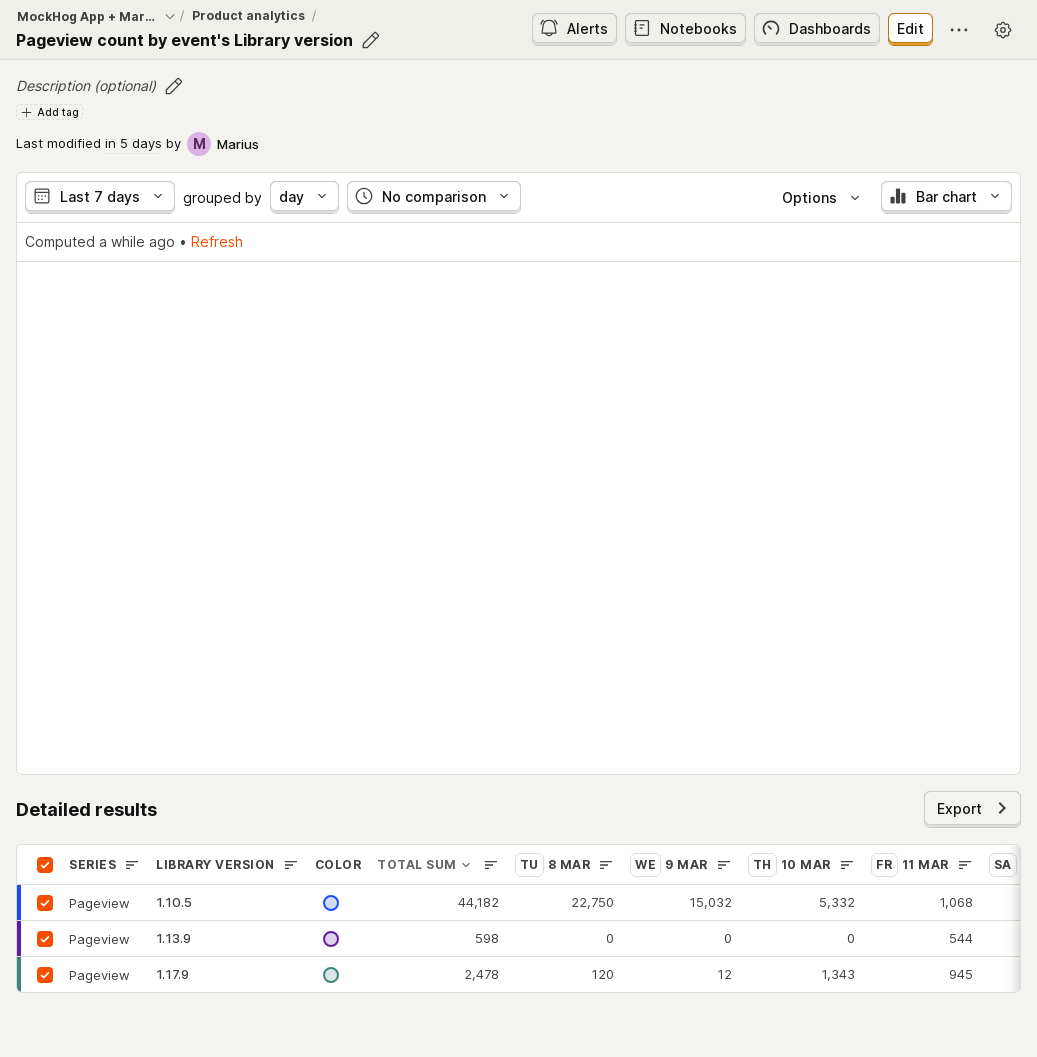 MockHog App + Mar... / Product analytics /
Pageview count by event's Library version
Alerts Notebooks Dashboards Edit
Description (optional)
Add tag
Last modified in 5 days by M Marius
Last 7 days grouped by day No comparison Options Bar chart
Computed a while ago • Refresh
Detailed results Export
SERIES LIBRARY VERSION COLOR TOTAL SUM TU 8 MAR WE 9 MAR TH 10 MAR FR 11 MAR SA
Pageview 1.10.5 44,182 22,750 15,032 5,332 1,068
Pageview 1.13.9 598 0 0 0 544
Pageview 1.17.9 2,478 120 12 1,343 945